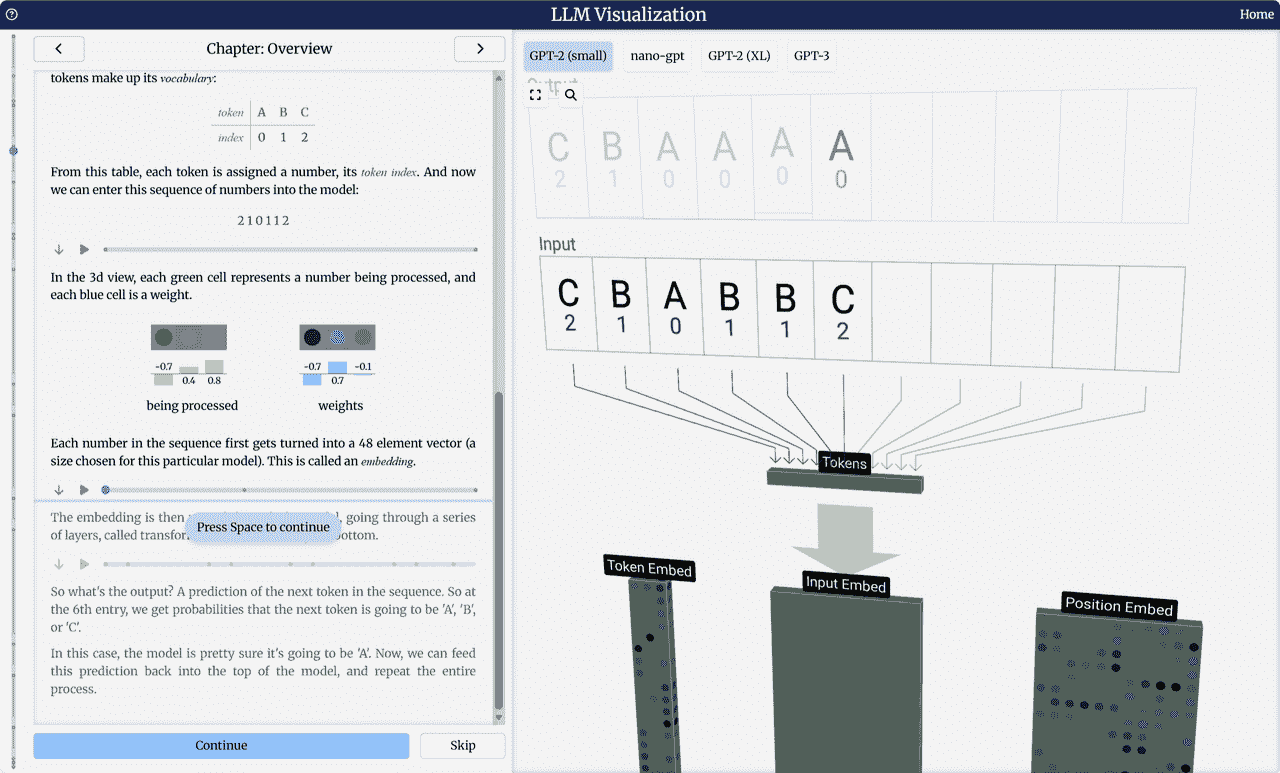 LLM Visualization
Home
Chapter: Overview
tokens make up its vocabulary:
token A B C
index 0 1 2
From this table, each token is assigned a number, its token index. And now
we can enter this sequence of numbers into the model:
2 1 0 1 1 2
In the 3d view, each green cell represents a number being processed, and
each blue cell is a weight.
-0.7 0.4 0.8
-0.7 0.7 -0.1
being processed
weights
Each number in the sequence first gets turned into a 48 element vector (a
size chosen for this particular model). This is called an embedding.
The embedding is then
, going through a series
of layers, called transfor
bottom.
Press Space to continue
So what's the output? A prediction of the next token in the sequence. So at
the 6th entry, we get probabilities that the next token is going to be 'A', 'B',
or 'C'.
In this case, the model is pretty sure it's going to be 'A'. Now, we can feed
this prediction back into the top of the model, and repeat the entire
process.
Continue
Skip
GPT-2 (small)
nano-gpt
GPT-2 (XL)
GPT-3
Output
C B A A A A
2 1 0 0 0 0
Input
C B A B B C
2 1 0 1 1 2
Tokens
Token Embed
Input Embed
Position Embed